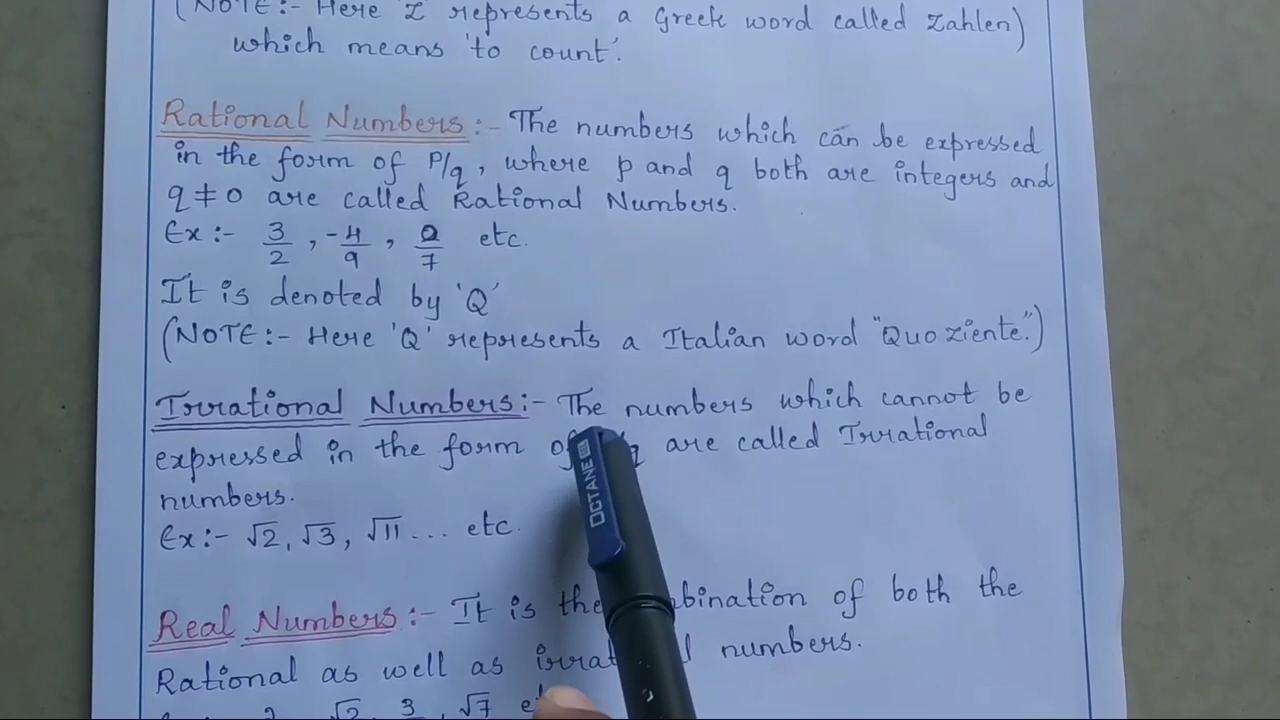 (NOTE:- Here Z represents a Greek word called Zahlen)
which means 'to count'.
Rational Numbers:- The numbers which can be expressed
in the form of P/q, where p and q both are integers and
q ≠ 0 are called Rational Numbers.
Ex:- 3/2, -4/9, 0/7 etc.
It is denoted by 'Q'
(NOTE:- Here 'Q' represents a Italian word "Quoziente".)
Irrational Numbers:- The numbers which cannot be
expressed in the form of q are called Irrational
numbers.
Ex:- √2, √3, √11... etc.
Real Numbers:- It is the
of both the
Rational as well as numbers.
√2, 3 √7
OCTANE